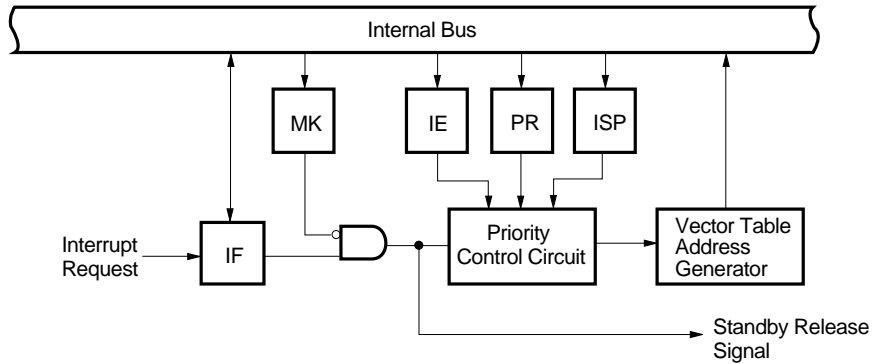 Internal Bus
MK
IE
PR
ISP
Interrupt
Request
IF
Priority
Control Circuit
Vector Table
Address
Generator
Standby Release
Signal